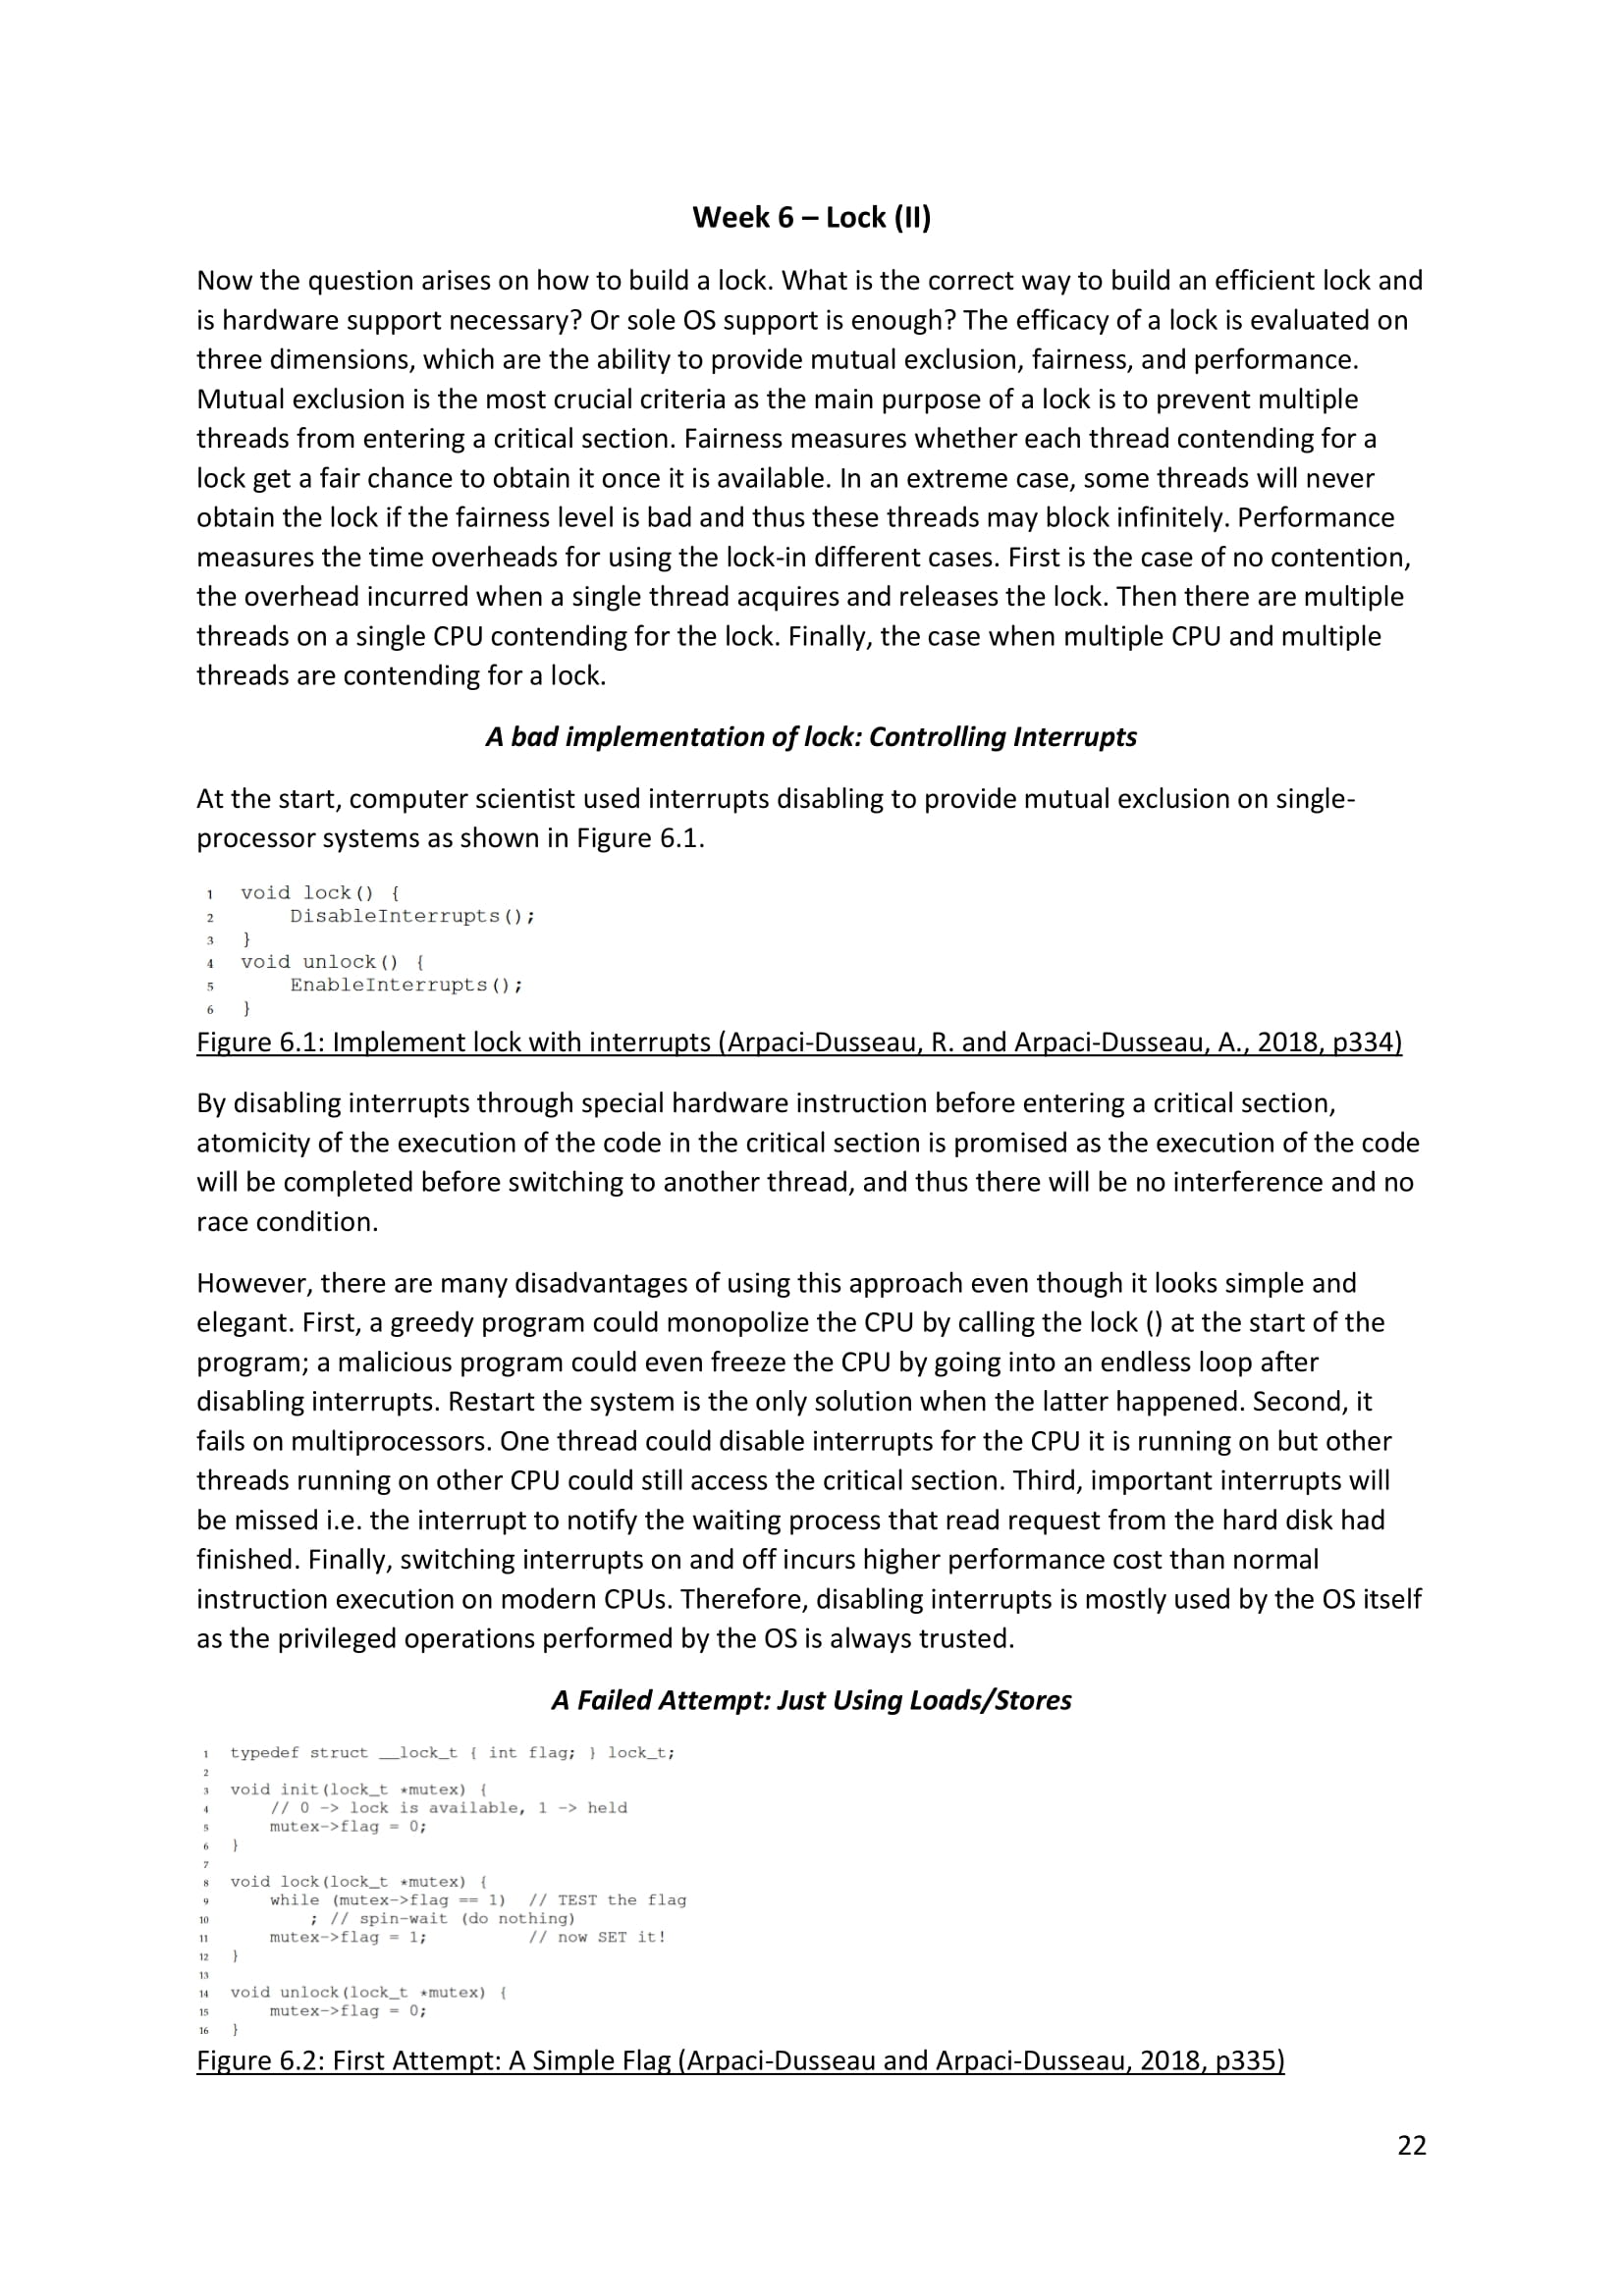 Week 6 – Lock (II)
Now the question arises on how to build a lock. What is the correct way to build an efficient lock and
is hardware support necessary? Or sole OS support is enough? The efficacy of a lock is evaluated on
three dimensions, which are the ability to provide mutual exclusion, fairness, and performance.
Mutual exclusion is the most crucial criteria as the main purpose of a lock is to prevent multiple
threads from entering a critical section. Fairness measures whether each thread contending for a
lock get a fair chance to obtain it once it is available. In an extreme case, some threads will never
obtain the lock if the fairness level is bad and thus these threads may block infinitely. Performance
measures the time overheads for using the lock-in different cases. First is the case of no contention,
the overhead incurred when a single thread acquires and releases the lock. Then there are multiple
threads on a single CPU contending for the lock. Finally, the case when multiple CPU and multiple
threads are contending for a lock.
A bad implementation of lock: Controlling Interrupts
At the start, computer scientist used interrupts disabling to provide mutual exclusion on single-
processor systems as shown in Figure 6.1.
1 void lock() {
2     DisableInterrupts();
3 }
4 void unlock() {
5     EnableInterrupts();
6 }
Figure 6.1: Implement lock with interrupts (Arpaci-Dusseau, R. and Arpaci-Dusseau, A., 2018, p334)
By disabling interrupts through special hardware instruction before entering a critical section,
atomicity of the execution of the code in the critical section is promised as the execution of the code
will be completed before switching to another thread, and thus there will be no interference and no
race condition.
However, there are many disadvantages of using this approach even though it looks simple and
elegant. First, a greedy program could monopolize the CPU by calling the lock () at the start of the
program; a malicious program could even freeze the CPU by going into an endless loop after
disabling interrupts. Restart the system is the only solution when the latter happened. Second, it
fails on multiprocessors. One thread could disable interrupts for the CPU it is running on but other
threads running on other CPU could still access the critical section. Third, important interrupts will
be missed i.e. the interrupt to notify the waiting process that read request from the hard disk had
finished. Finally, switching interrupts on and off incurs higher performance cost than normal
instruction execution on modern CPUs. Therefore, disabling interrupts is mostly used by the OS itself
as the privileged operations performed by the OS is always trusted.
A Failed Attempt: Just Using Loads/Stores
1 typedef struct __lock_t { int flag; } lock_t;
2
3 void init(lock_t *mutex) {
4     // 0 -> lock is available, 1 -> held
5     mutex->flag = 0;
6 }
7
8 void lock(lock_t *mutex) {
9     while (mutex->flag == 1)  // TEST the flag
10         ; // spin-wait (do nothing)
11     mutex->flag = 1;          // now SET it!
12 }
13
14 void unlock(lock_t *mutex) {
15     mutex->flag = 0;
16 }
Figure 6.2: First Attempt: A Simple Flag (Arpaci-Dusseau and Arpaci-Dusseau, 2018, p335)
22